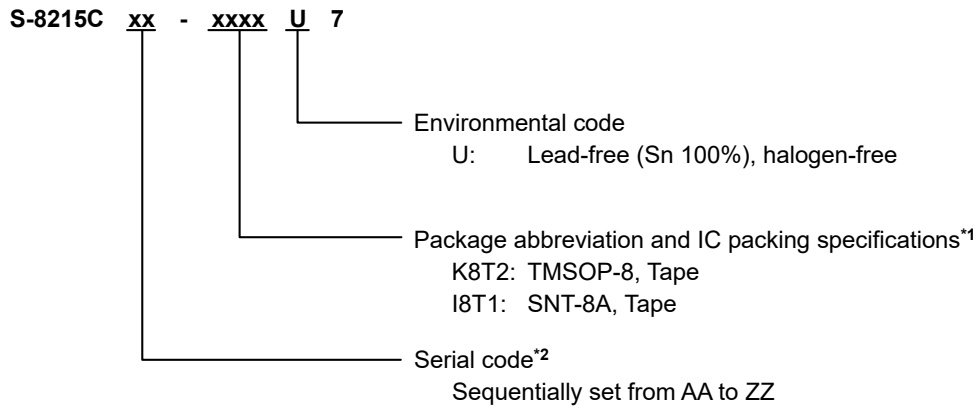 S-8215C xx - xxxx U 7
Environmental code
U: Lead-free (Sn 100%), halogen-free
Package abbreviation and IC packing specifications*1
K8T2: TMSOP-8, Tape
I8T1: SNT-8A, Tape
Serial code*2
Sequentially set from AA to ZZ